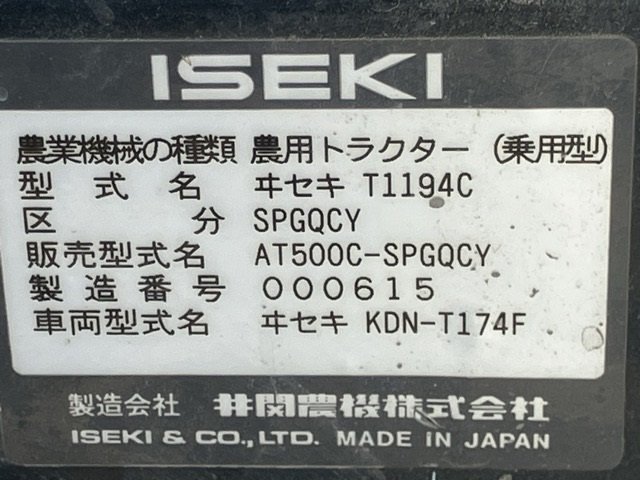 ISEKI
農業機械の種類 農用トラクター (乗用型)
型式名 ヰセキ T1194C
区分 SPGQCY
販売型式名 AT500C-SPGQCY
製造番号 000615
車両型式名 ヰセキ KDN-T174F
製造会社 井関農機株式会社
ISEKI & CO.,LTD. MADE IN JAPAN